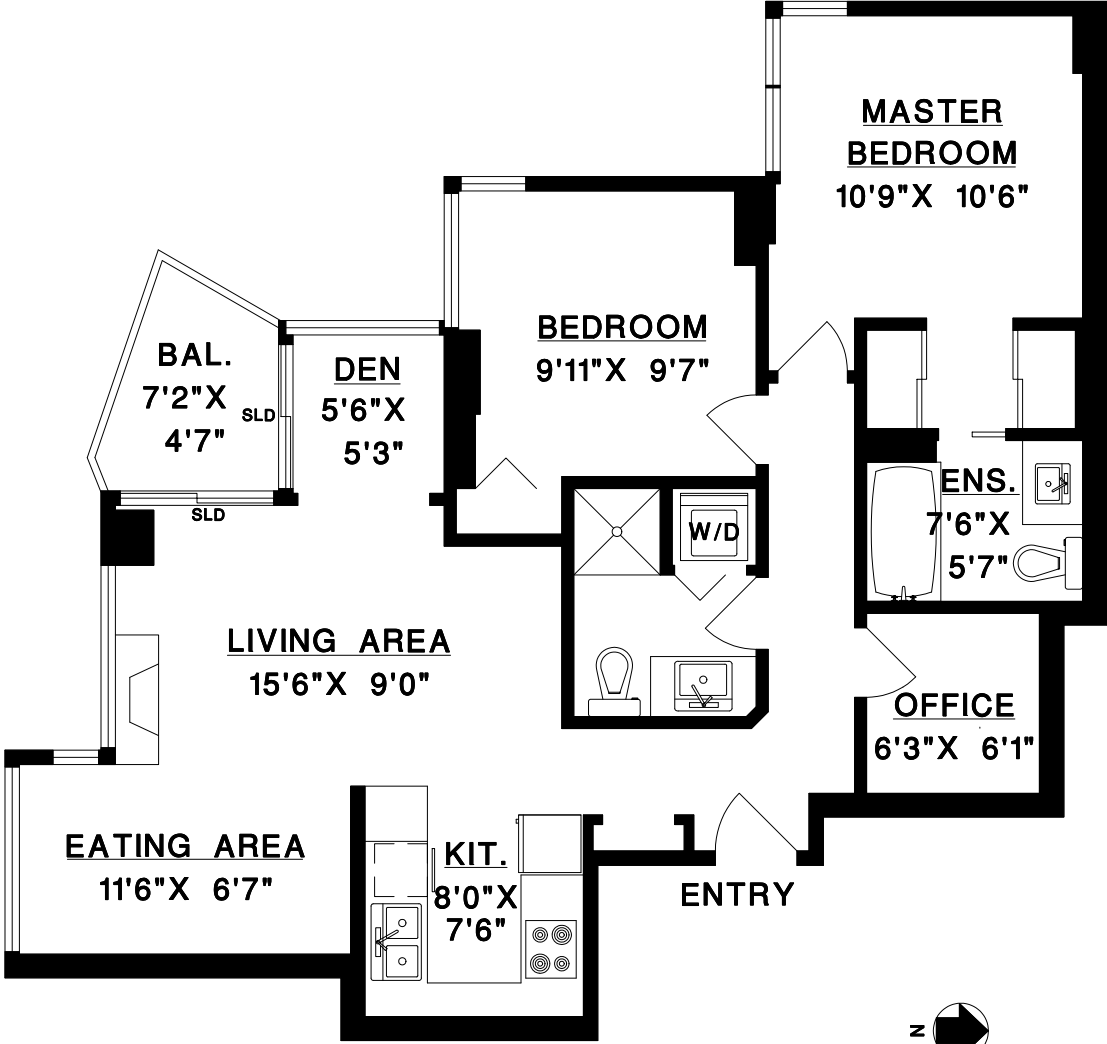 MASTER
BEDROOM
10'9"X 10'6"
BEDROOM
9'11"X 9'7"
BAL.
7'2"X
4'7"
SLD
SLD
DEN
5'6"X
5'3"
W/D
ENS.
7'6"X
5'7"
LIVING AREA
15'6"X 9'0"
OFFICE
6'3"X 6'1"
EATING AREA
11'6"X 6'7"
KIT.
8'0"X
7'6"
ENTRY
N